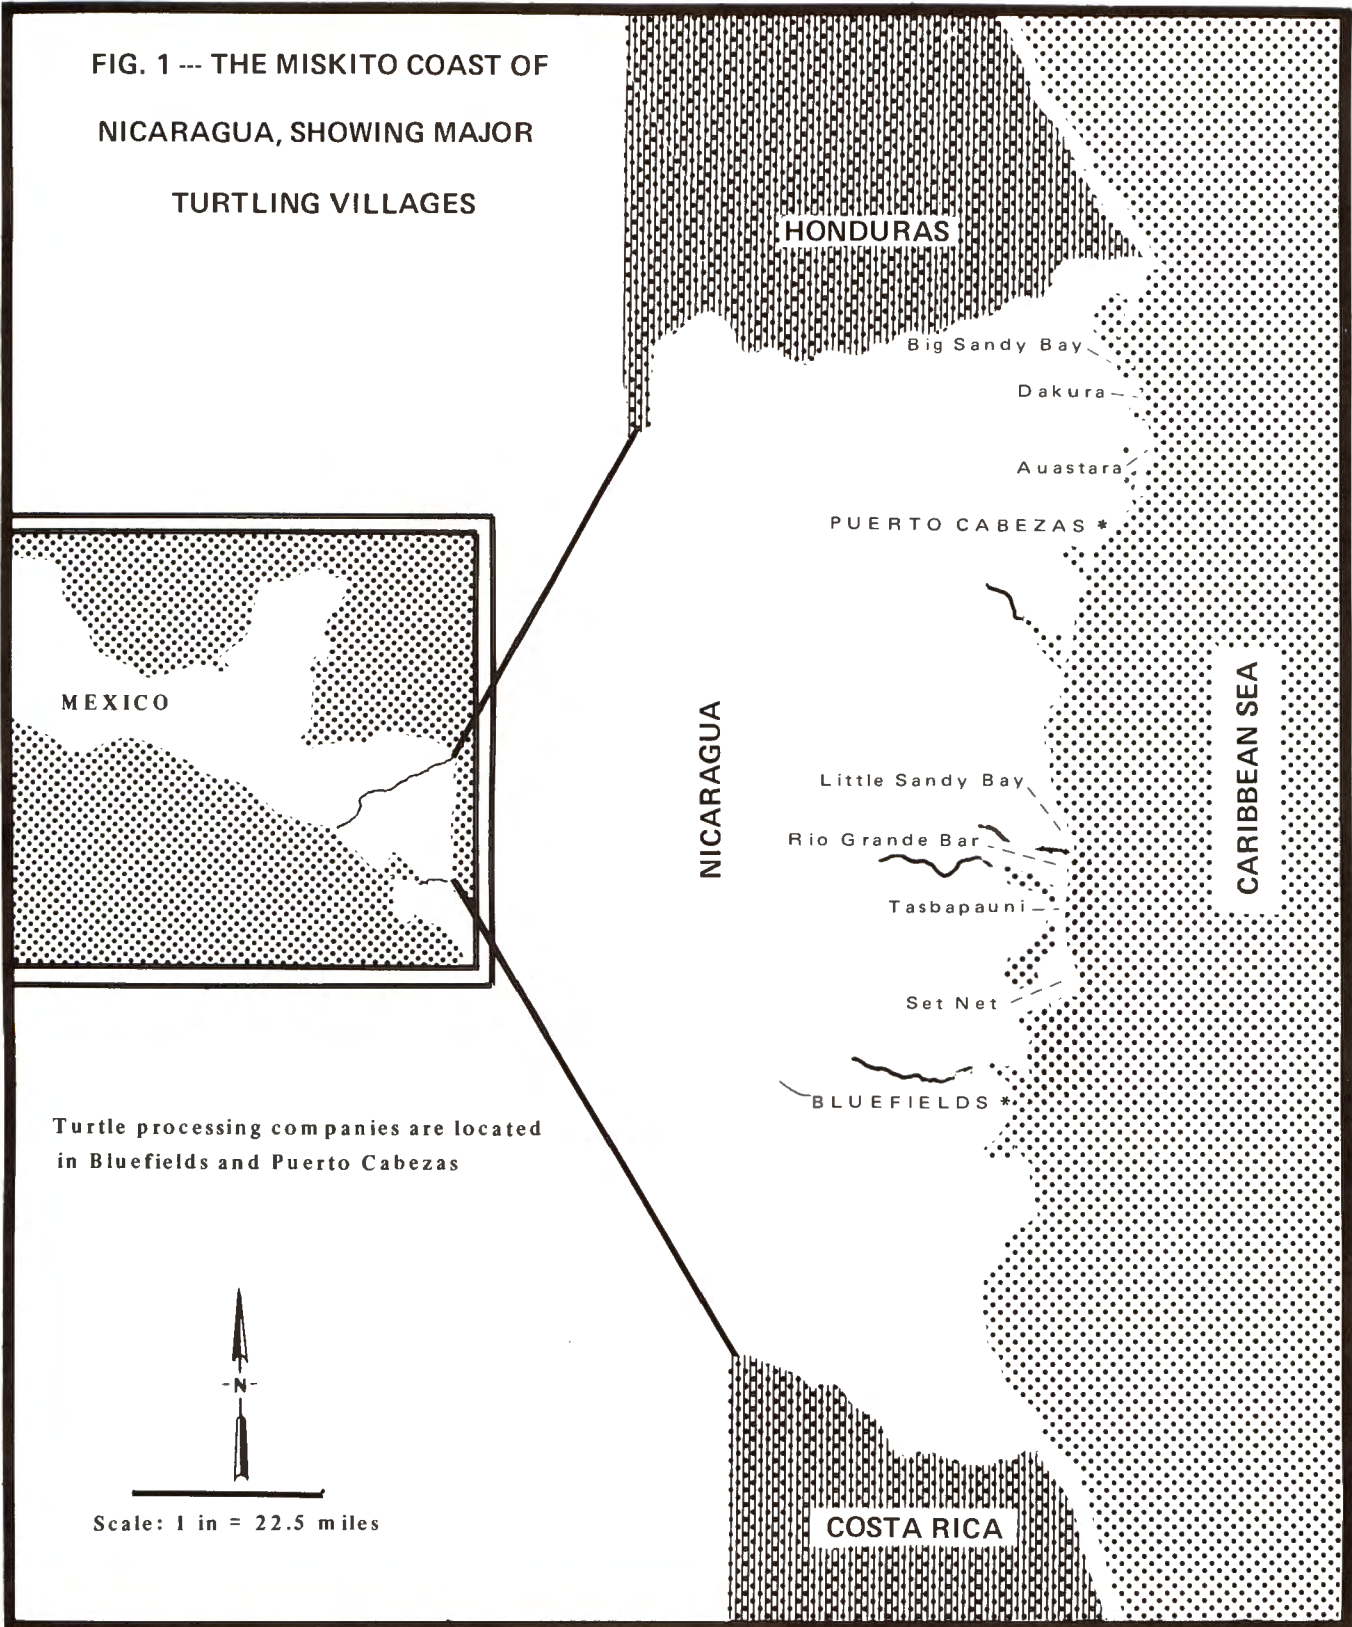 FIG. 1 --- THE MISKITO COAST OF
NICARAGUA, SHOWING MAJOR
TURTLING VILLAGES
HONDURAS
Big Sandy Bay
Dakura
Auastara
PUERTO CABEZAS *
MEXICO
NICARAGUA
CARIBBEAN SEA
Little Sandy Bay
Rio Grande Bar
Tasbapauni
Set Net
BLUEFIELDS *
Turtle processing companies are located
in Bluefields and Puerto Cabezas
-N-
Scale: 1 in = 22.5 miles
COSTA RICA